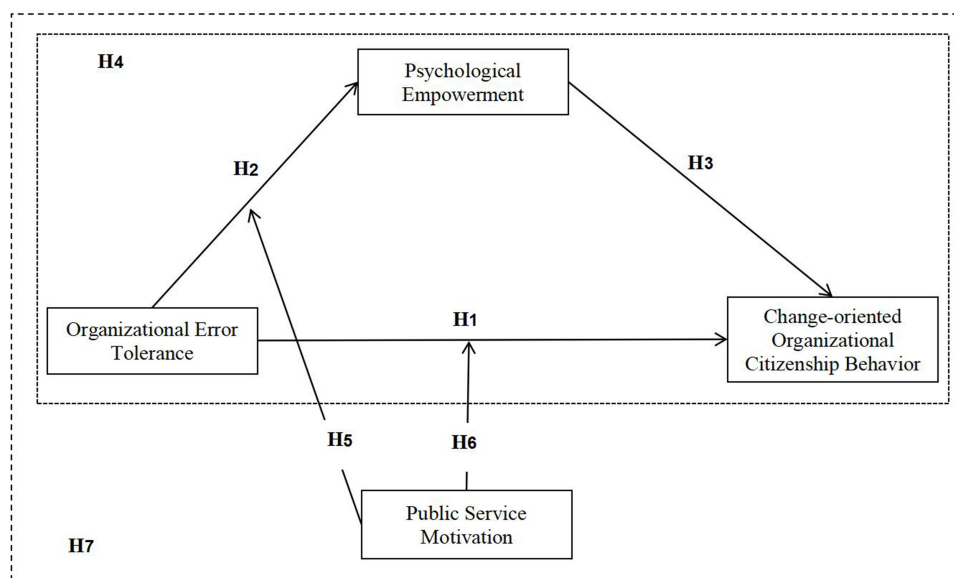 H4
Psychological
Empowerment
H2
H3
Organizational Error
Tolerance
H1
Change-oriented
Organizational
Citizenship Behavior
H5
H6
Public Service
Motivation
H7